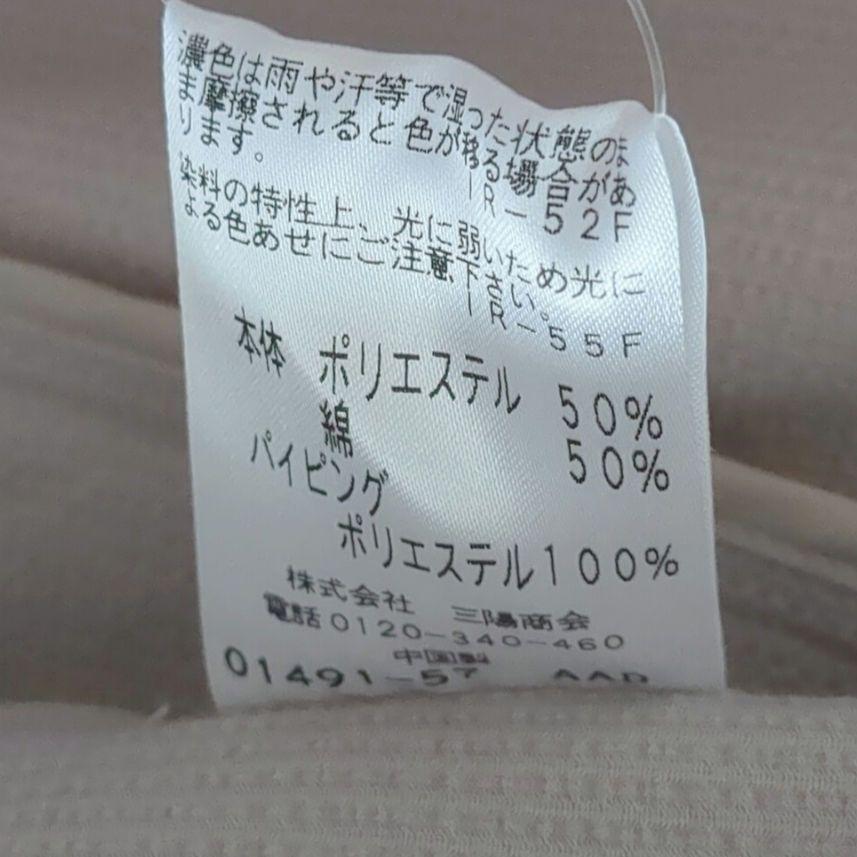 濃色は雨や汗等で湿った状態のま
ま摩擦されると色が移る場合があ
ります。 IR-52F
染料の特性上、光に弱いため光に
よる色あせにご注意下さい。
IR-55F
本体 ポリエステル 50%
綿 50%
パイピング
ポリエステル100%
株式会社 三陽商会
電話0120-340-460
中国製
01491-57